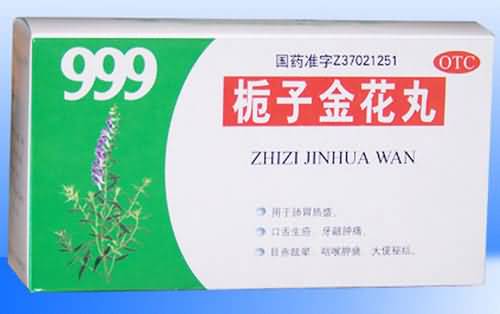 999
国药准字Z37021251
OTC
栀子金花丸
ZHIZI JINHUA WAN
用于肺胃热盛,
口舌生疮, 牙龈肿痛,
目赤眩晕, 咽喉肿痛, 大便秘结。